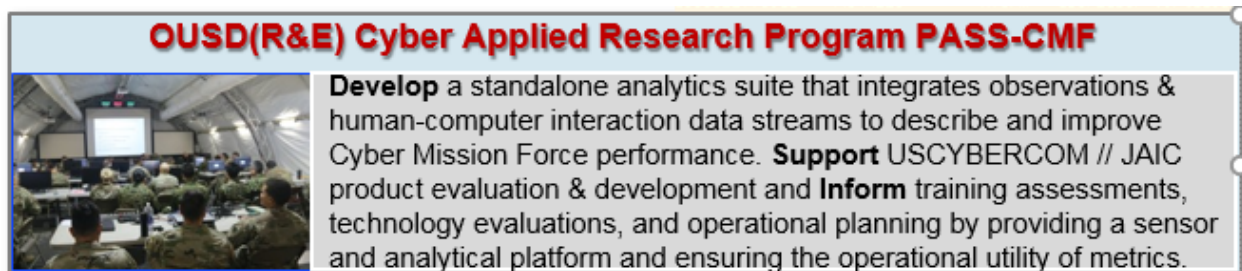 OUSD(R&E) Cyber Applied Research Program PASS-CMF
Develop a standalone analytics suite that integrates observations &
human-computer interaction data streams to describe and improve
Cyber Mission Force performance. Support USCYBERCOM // JAIC
product evaluation & development and Inform training assessments,
technology evaluations, and operational planning by providing a sensor
and analytical platform and ensuring the operational utility of metrics.